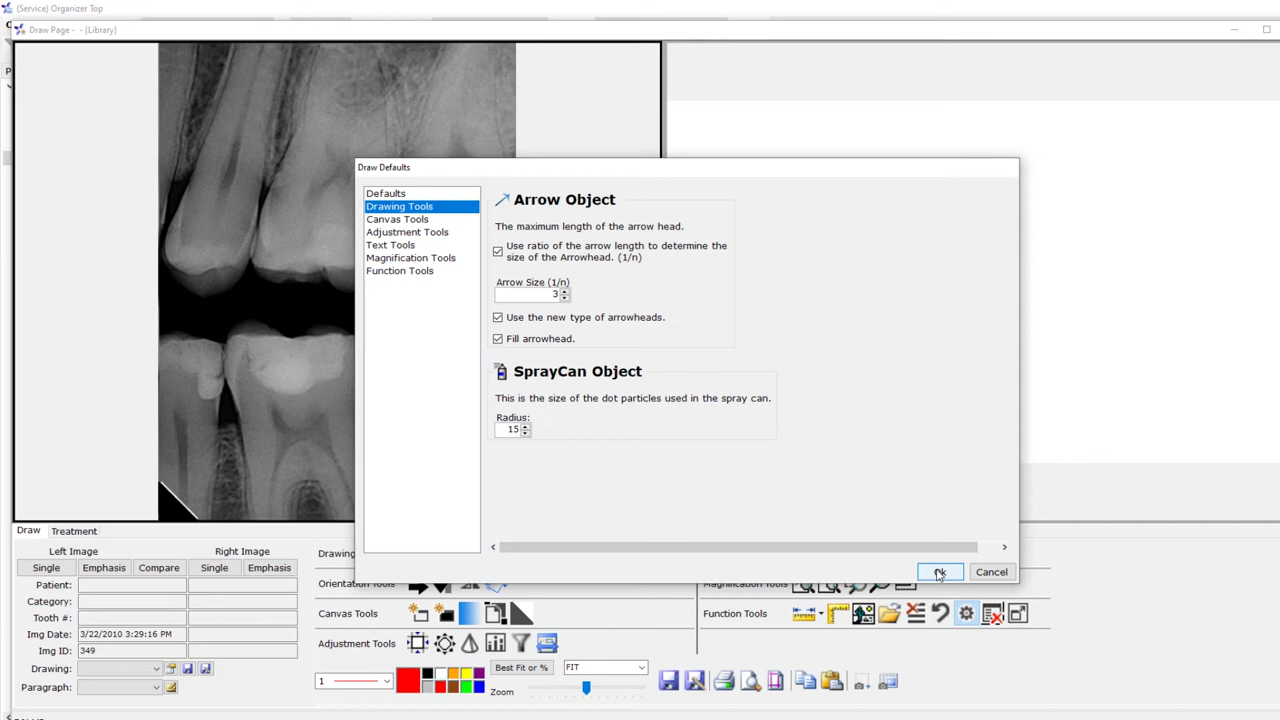 (Service) Organizer Top
Draw Page - - (Library)
Draw Defaults
Defaults
Drawing Tools
Canvas Tools
Adjustment Tools
Text Tools
Magnification Tools
Function Tools
Arrow Object
The maximum length of the arrow head.
Use ratio of the arrow length to determine the
size of the Arrowhead. (1/n)
Arrow Size (1/n)
3
Use the new type of arrowheads.
Fill arrowhead.
SprayCan Object
This is the size of the dot particles used in the spray can.
Radius:
15
Ok
Cancel
Draw
Treatment
Left Image
Right Image
Single
Emphasis
Compare
Single
Emphasis
Patient:
Category:
Tooth #:
Img Date:
3/22/2010 3:29:16 PM
Img ID:
349
Drawing:
Paragraph:
Drawing
Orientation Tools
Canvas Tools
Adjustment Tools
Magnification Tools
Function Tools
1
Best Fit or %
FIT
Zoom